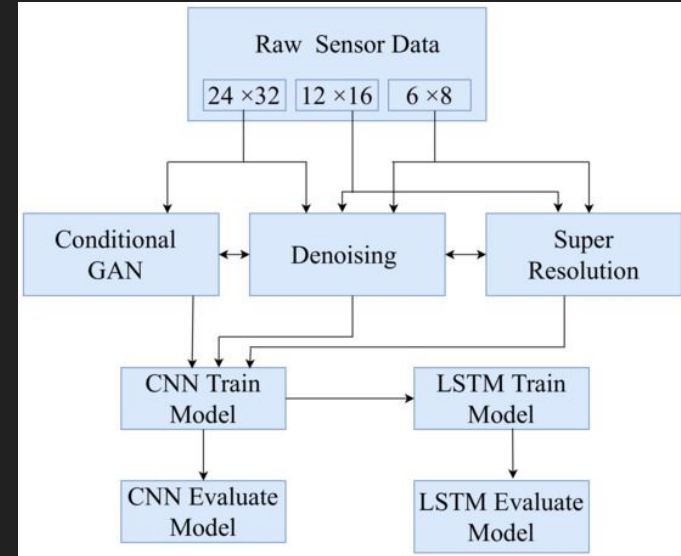 Raw Sensor Data
24 ×32 12 ×16 6 ×8
Conditional
GAN
Denoising
Super
Resolution
CNN Train
Model
LSTM Train
Model
CNN Evaluate
Model
LSTM Evaluate
Model